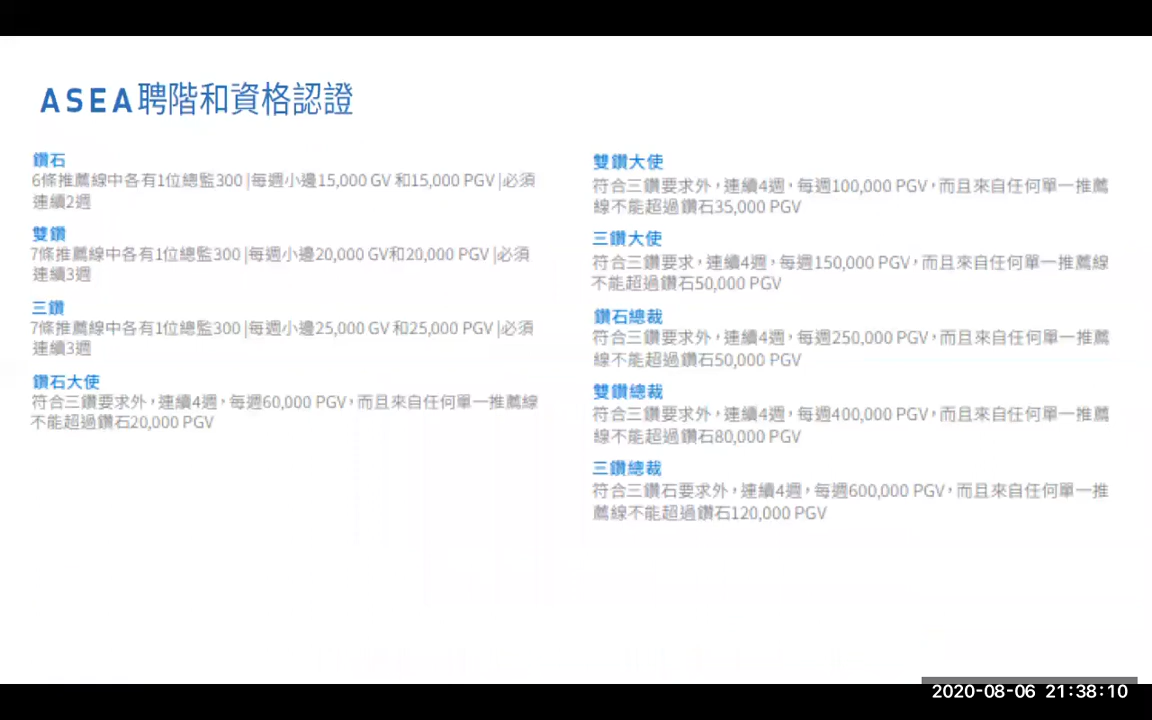 ASEA聘階和資格認證
鑽石
6條推薦線中各有1位總監300 |每週小邊15,000 GV 和15,000 PGV |必須
連續2週
雙鑽
7條推薦線中各有1位總監300 |每週小邊20,000 GV和20,000 PGV |必須
連續3週
三鑽
7條推薦線中各有1位總監300 |每週小邊25,000 GV 和25,000 PGV |必須
連續3週
鑽石大使
符合三鑽要求外，連續4週，每週60,000 PGV，而且來自任何單一推薦線
不能超過鑽石20,000 PGV
雙鑽大使
符合三鑽要求外，連續4週，每週100,000 PGV，而且來自任何單一推薦
線不能超過鑽石35,000 PGV
三鑽大使
符合三鑽要求，連續4週，每週150,000 PGV，而且來自任何單一推薦線
不能超過鑽石50,000 PGV
鑽石總裁
符合三鑽要求外，連續4週，每週250,000 PGV，而且來自任何單一推薦
線不能超過鑽石50,000 PGV
雙鑽總裁
符合三鑽要求外，連續4週，每週400,000 PGV，而且來自任何單一推薦
線不能超過鑽石80,000 PGV
三鑽總裁
符合三鑽石要求外，連續4週，每週600,000 PGV，而且來自任何單一推
薦線不能超過鑽石120,000 PGV
2020-08-06 21:38:10